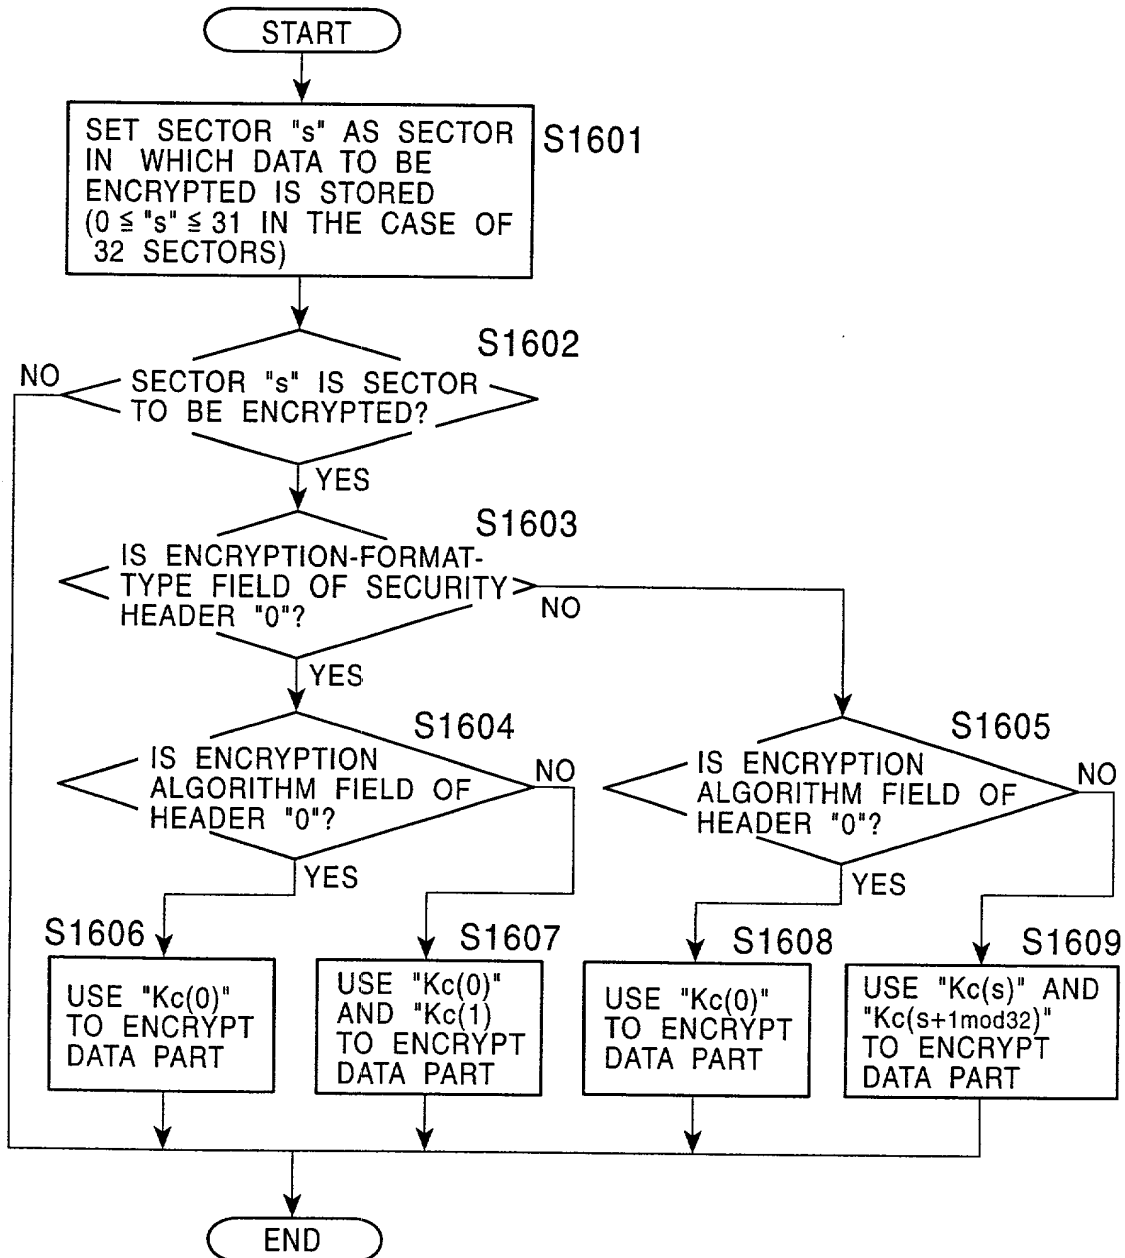 START
SET SECTOR "s" AS SECTOR
IN WHICH DATA TO BE
ENCRYPTED IS STORED
(0 ≦ "s" ≦ 31 IN THE CASE OF
32 SECTORS)
S1601
S1602
NO
SECTOR "s" IS SECTOR
TO BE ENCRYPTED?
YES
S1603
IS ENCRYPTION-FORMAT-
TYPE FIELD OF SECURITY
HEADER "0"?
NO
YES
S1604
IS ENCRYPTION
ALGORITHM FIELD OF
HEADER "0"?
NO
YES
S1605
IS ENCRYPTION
ALGORITHM FIELD OF
HEADER "0"?
NO
YES
S1606
USE "Kc(0)"
TO ENCRYPT
DATA PART
S1607
USE "Kc(0)"
AND "Kc(1)
TO ENCRYPT
DATA PART
S1608
USE "Kc(0)"
TO ENCRYPT
DATA PART
S1609
USE "Kc(s)" AND
"Kc(s+1mod32)"
TO ENCRYPT
DATA PART
END